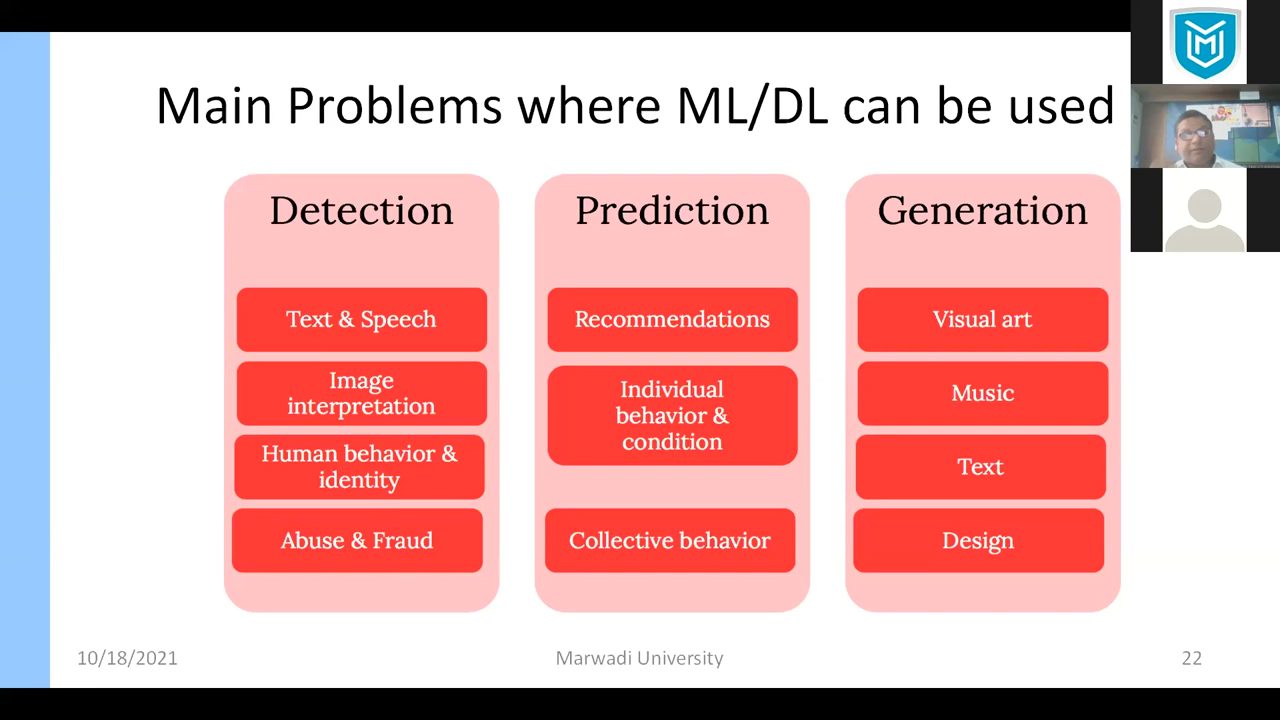 Main Problems where ML/DL can be used
Detection
Text & Speech
Image
interpretation
Human behavior &
identity
Abuse & Fraud
Prediction
Recommendations
Individual
behavior &
condition
Collective behavior
Generation
Visual art
Music
Text
Design
10/18/2021
Marwadi University
22